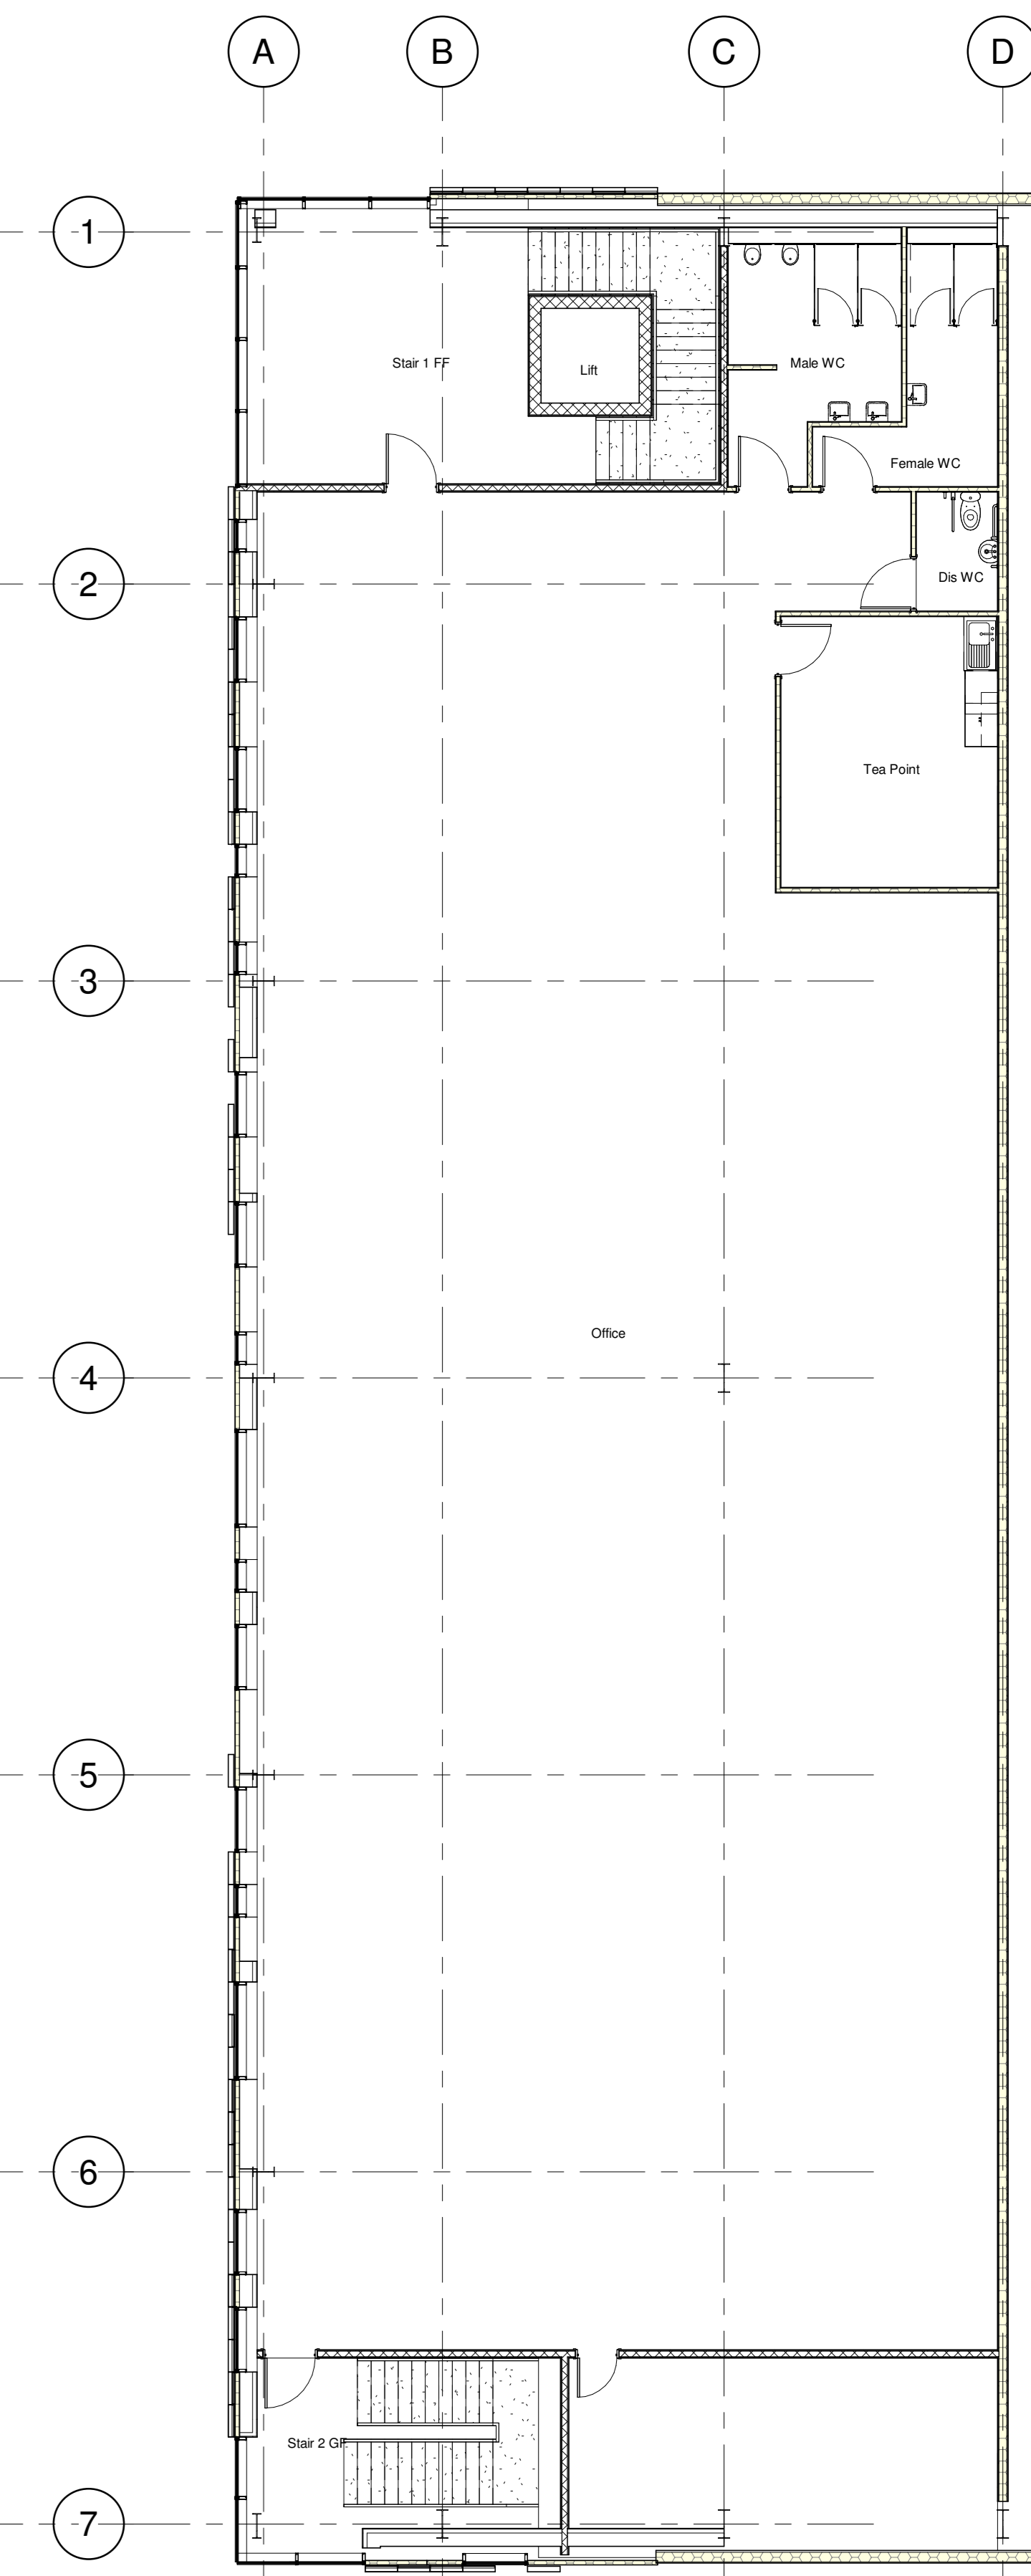 A B C D
1
Stair 1 FF
Lift
Male WC
Female WC
2
Dis WC
Tea Point
3
Office
4
5
6
Stair 2 GF
7